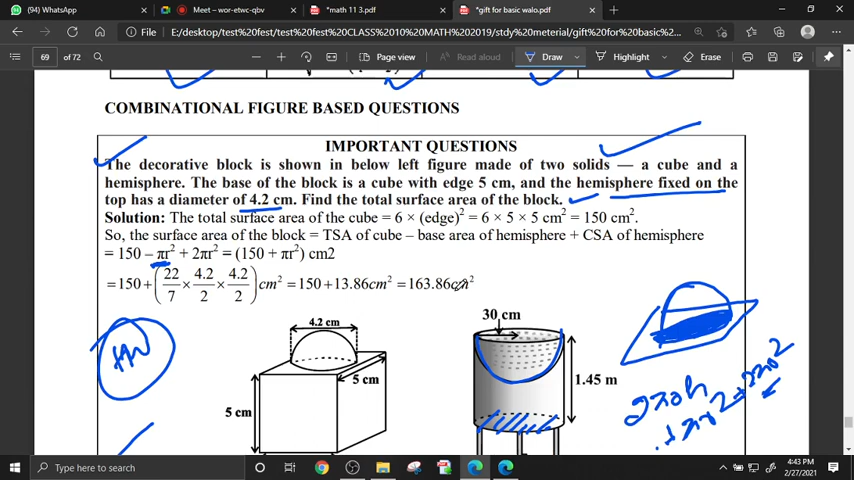 (94) WhatsApp
Meet – wor-etwc-qbv
*math 11 3.pdf
*gift for basic walo.pdf
File | E:/desktop/test%20fest/test%20fest%20CLASS%2010%20MATH%202019/stdy%20meterial/gift%20for%20basic%...
69 of 72
Page view
Read aloud
Draw
Highlight
Erase
COMBINATIONAL FIGURE BASED QUESTIONS
IMPORTANT QUESTIONS
The decorative block is shown in below left figure made of two solids — a cube and a
hemisphere. The base of the block is a cube with edge 5 cm, and the hemisphere fixed on the
top has a diameter of 4.2 cm. Find the total surface area of the block.
Solution: The total surface area of the cube = 6 × (edge)² = 6 × 5 × 5 cm² = 150 cm².
So, the surface area of the block = TSA of cube – base area of hemisphere + CSA of hemisphere
= 150 – πr² + 2πr² = (150 + πr²) cm2
= 150 + (22/7 × 4.2/2 × 4.2/2) cm² = 150 + 13.86cm² = 163.86cm²
4.2 cm
5 cm
5 cm
30 cm
1.45 m
2πrh
+πr²+2πr²
Type here to search
4:43 PM
2/27/2021